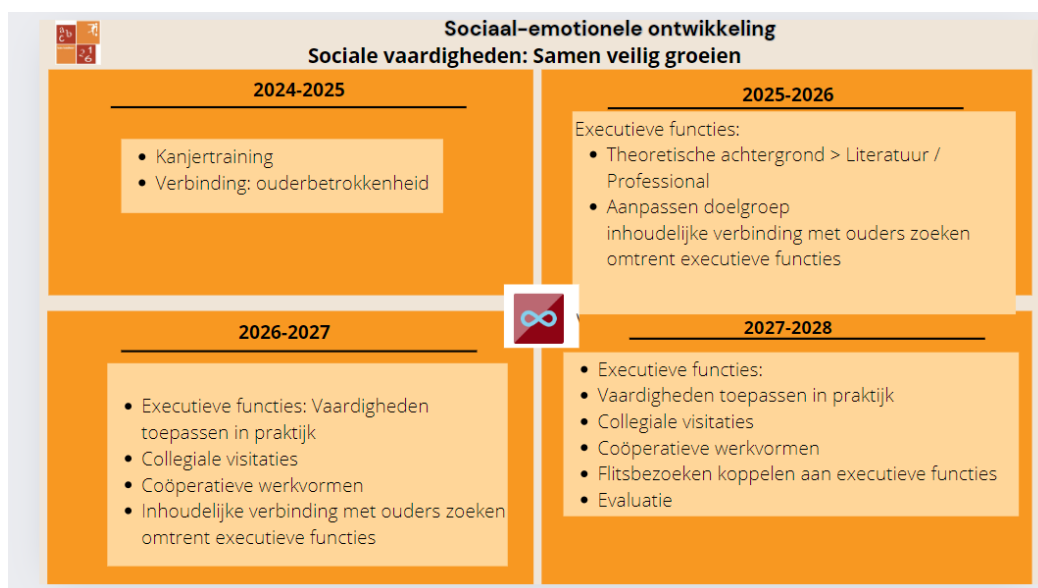 Sociaal-emotionele ontwikkeling
Sociale vaardigheden: Samen veilig groeien
2024-2025
• Kanjertraining
• Verbinding: ouderbetrokkenheid
2025-2026
Executieve functies:
• Theoretische achtergrond > Literatuur /
Professional
• Aanpassen doelgroep
inhoudelijke verbinding met ouders zoeken
omtrent executieve functies
2026-2027
• Executieve functies: Vaardigheden
toepassen in praktijk
• Collegiale visitaties
• Coöperatieve werkvormen
• Inhoudelijke verbinding met ouders zoeken
omtrent executieve functies
2027-2028
• Executieve functies:
• Vaardigheden toepassen in praktijk
• Collegiale visitaties
• Coöperatieve werkvormen
• Flitsbezoeken koppelen aan executieve functies
• Evaluatie